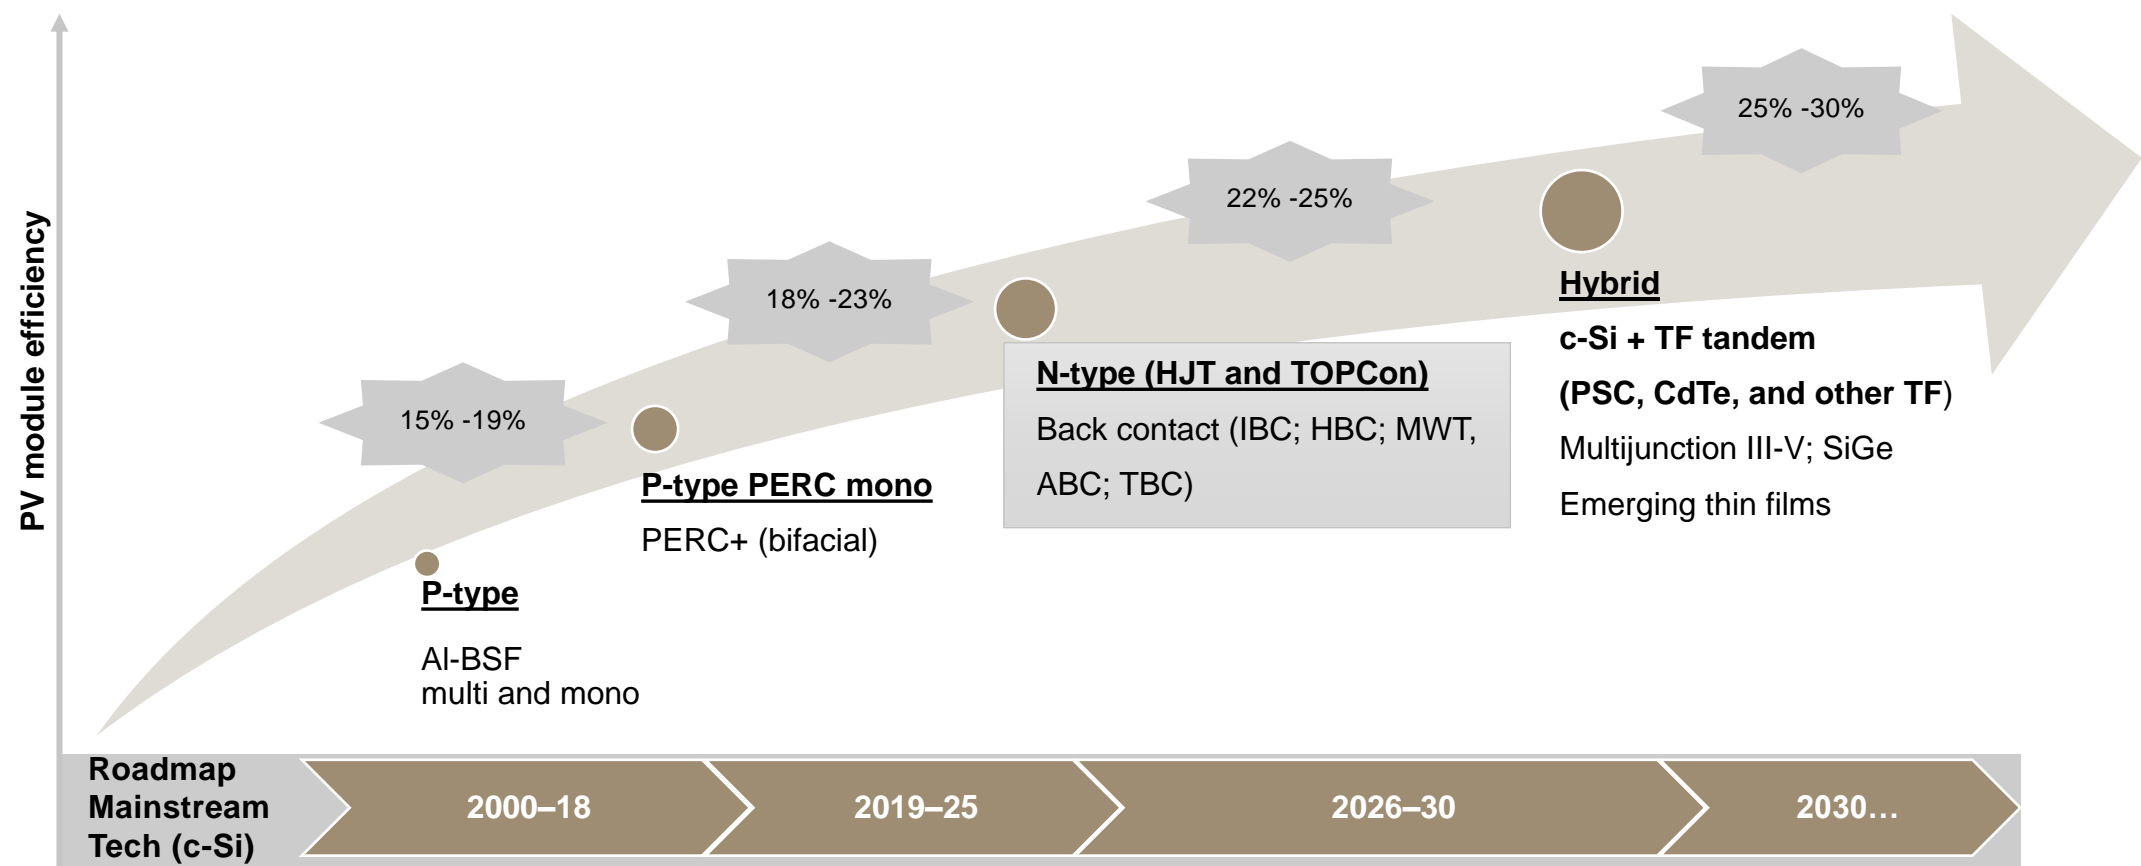 PV module efficiency
15% -19%
18% -23%
22% -25%
25% -30%
P-type
Al-BSF
multi and mono
P-type PERC mono
PERC+ (bifacial)
N-type (HJT and TOPCon)
Back contact (IBC; HBC; MWT,
ABC; TBC)
Hybrid
c-Si + TF tandem
(PSC, CdTe, and other TF)
Multijunction III-V; SiGe
Emerging thin films
Roadmap
Mainstream
Tech (c-Si)
2000–18
2019–25
2026–30
2030…